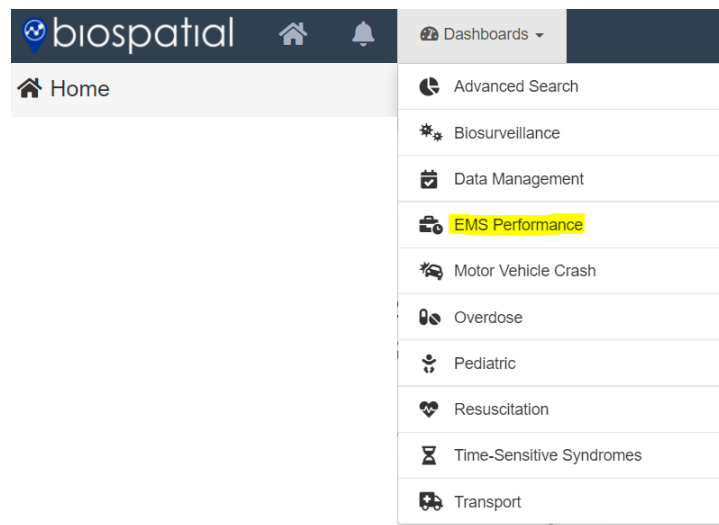 biospatial
Dashboards
Home
Advanced Search
Biosurveillance
Data Management
EMS Performance
Motor Vehicle Crash
Overdose
Pediatric
Resuscitation
Time-Sensitive Syndromes
Transport